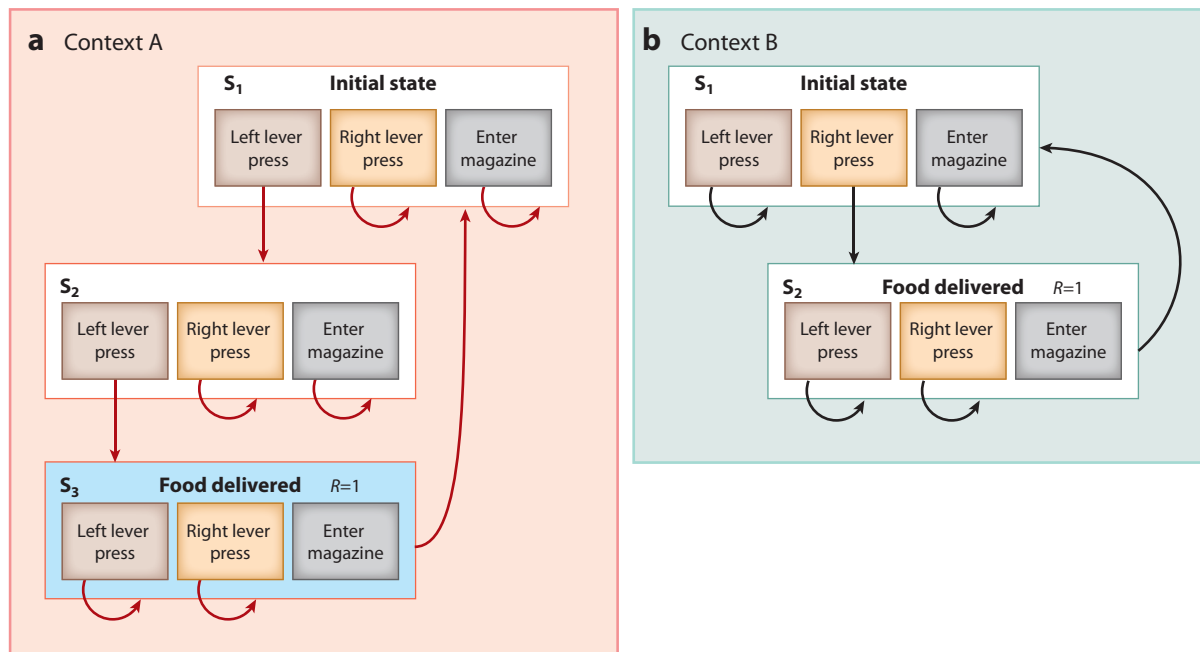 a Context A
S1 Initial state
Left lever press
Right lever press
Enter magazine
S2
Left lever press
Right lever press
Enter magazine
S3 Food delivered R=1
Left lever press
Right lever press
Enter magazine
b Context B
S1 Initial state
Left lever press
Right lever press
Enter magazine
S2 Food delivered R=1
Left lever press
Right lever press
Enter magazine